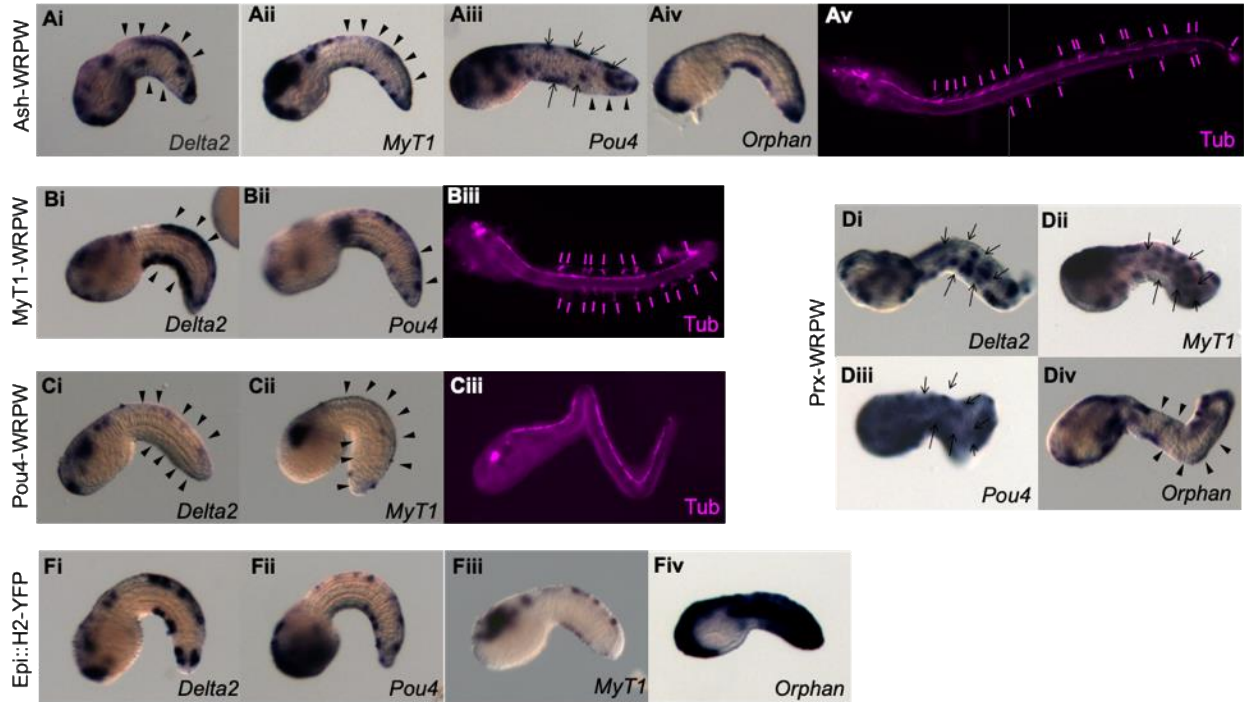 Ash-WRPW
Ai
Delta2
Aii
MyT1
Aiii
Pou4
Aiv
Orphan
Av
Tub
MyT1-WRPW
Bi
Delta2
Bii
Pou4
Biii
Tub
Pou4-WRPW
Ci
Delta2
Cii
MyT1
Ciii
Tub
Prx-WRPW
Di
Delta2
Dii
MyT1
Diii
Pou4
Div
Orphan
Epi::H2-YFP
Fi
Delta2
Fii
Pou4
Fiii
MyT1
Fiv
Orphan